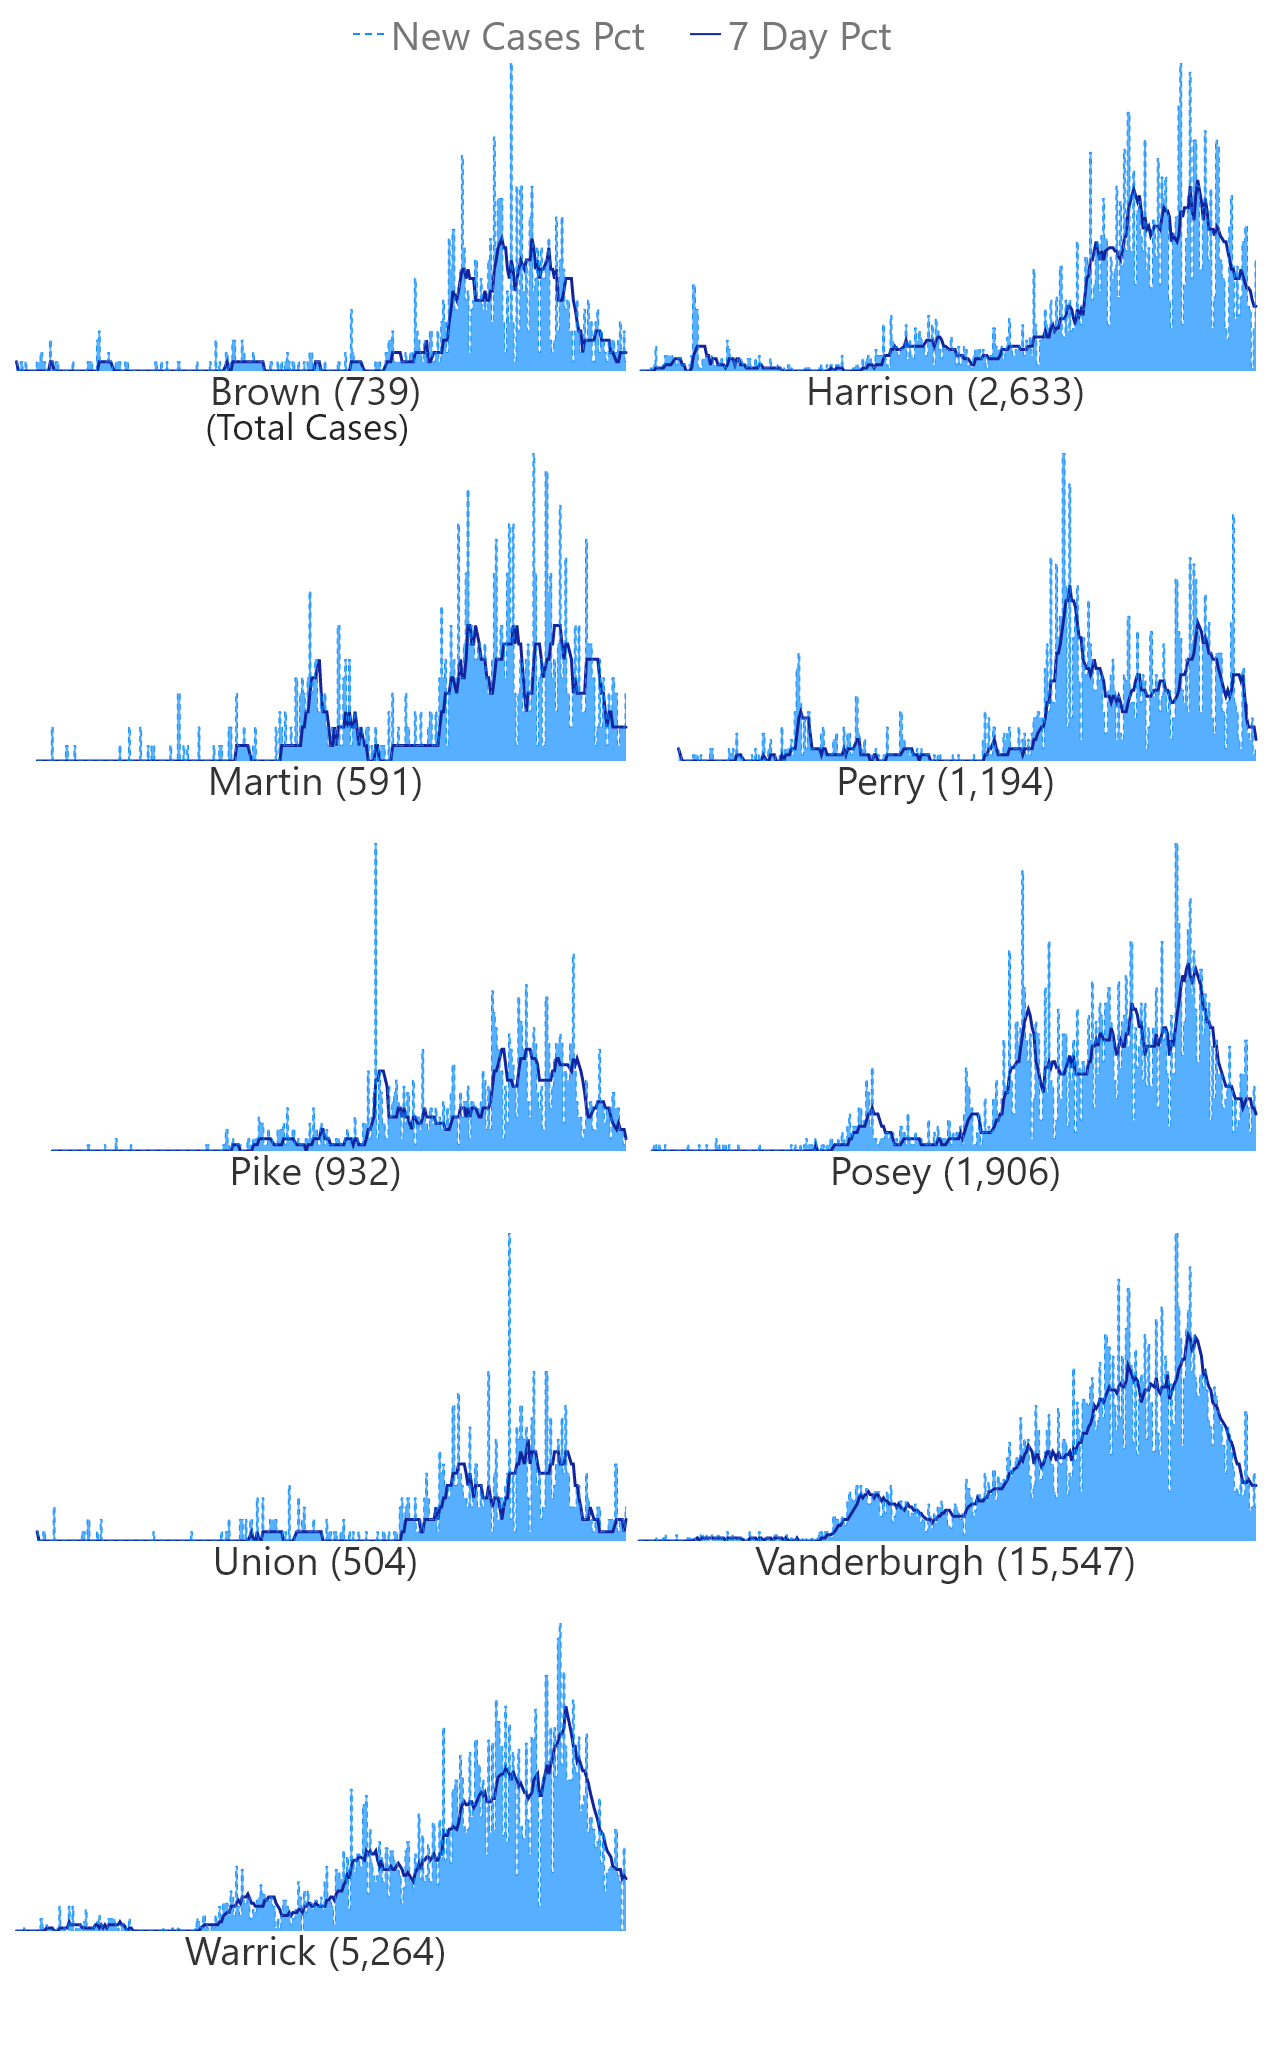 New Cases Pct 7 Day Pct
Brown (739) Harrison (2,633)
(Total Cases)
Martin (591) Perry (1,194)
Pike (932) Posey (1,906)
Union (504) Vanderburgh (15,547)
Warrick (5,264)